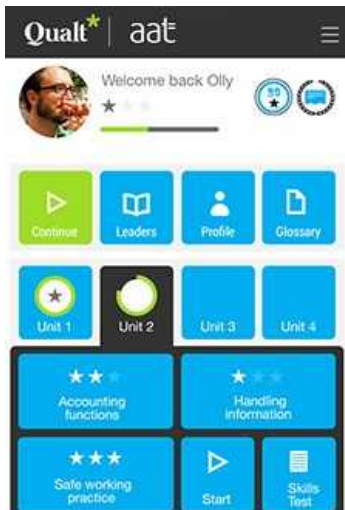 Qualt* aat
Welcome back Olly
Continue
Leaders
Profile
Glossary
Unit 1
Unit 2
Unit 3
Unit 4
Accounting
functions
Handling
information
Safe working
practice
Start
Skills
Test